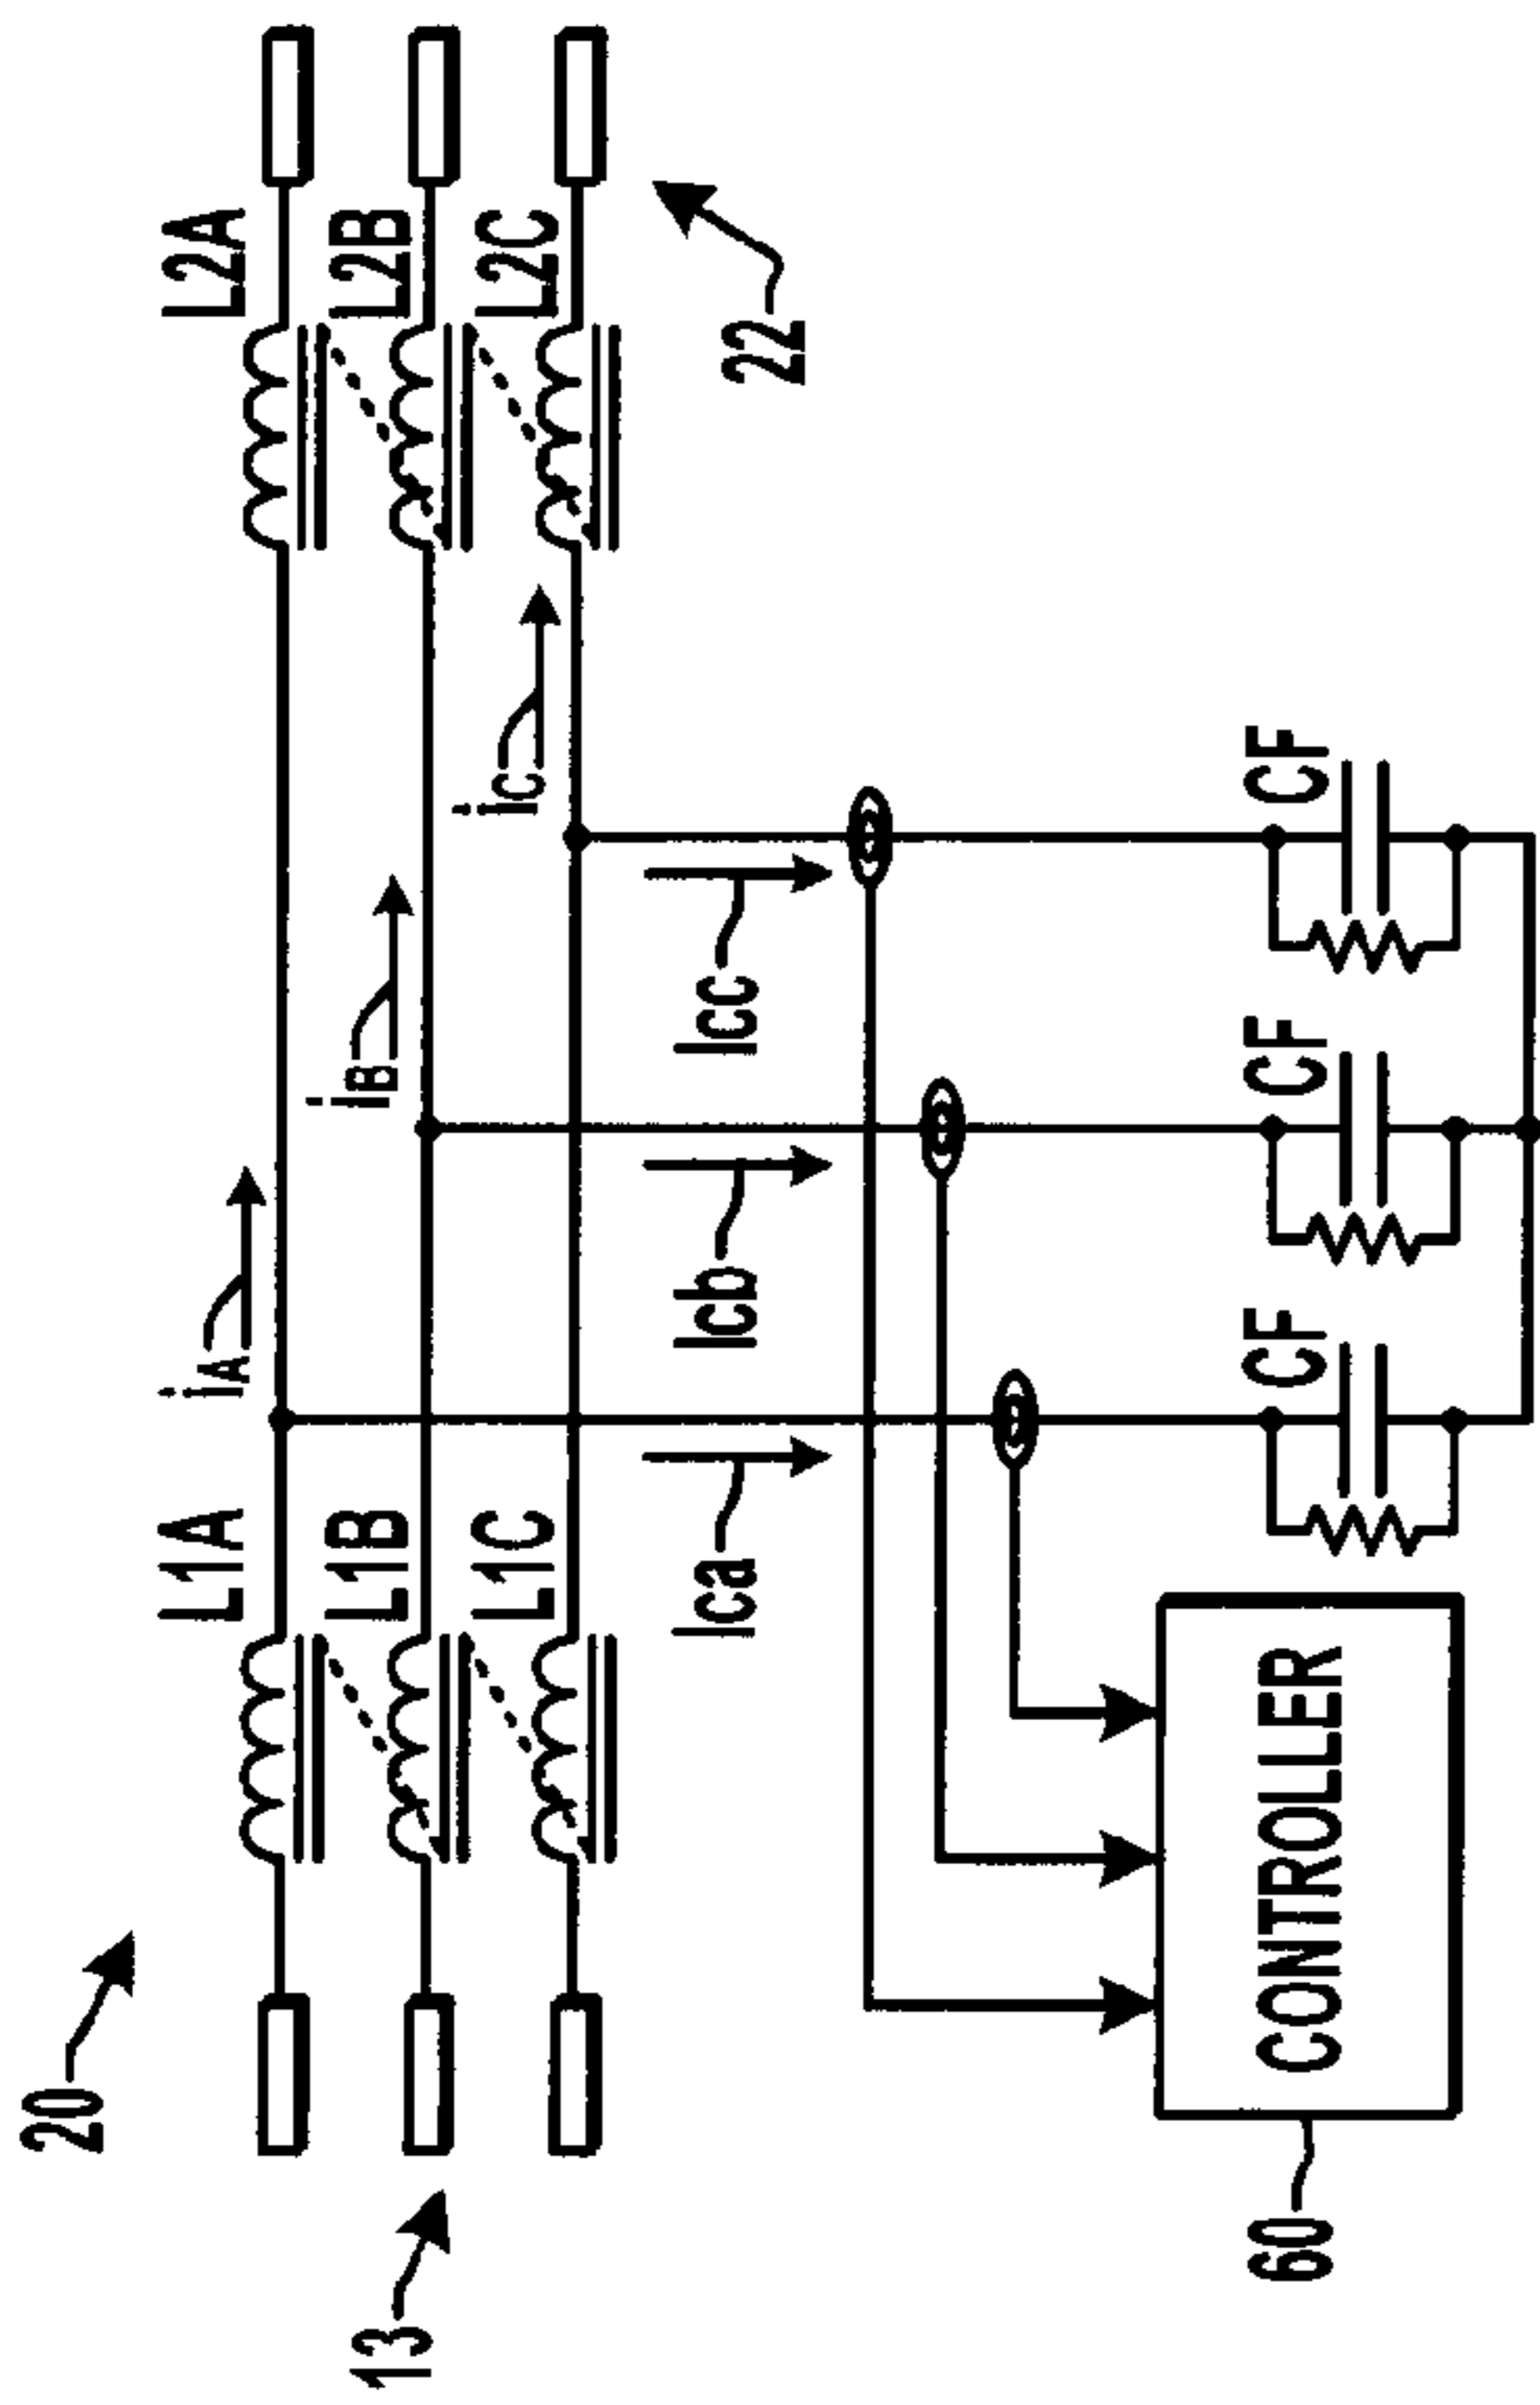 20
13
L1A
L1B
L1C
iA
iB
iC
L2A
L2B
L2C
22
Ica
Icb
Icc
CF
CF
CF
CONTROLLER
60